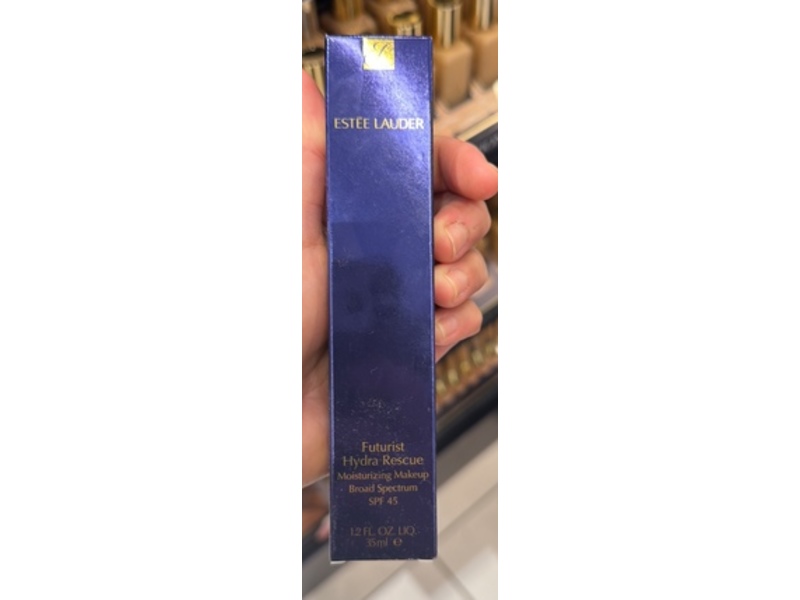 ESTĒE LAUDER
Futurist
Hydra Rescue
Moisturizing Makeup
Broad Spectrum
SPF 45
1.2 FL. OZ. LIQ.
35ml ℮